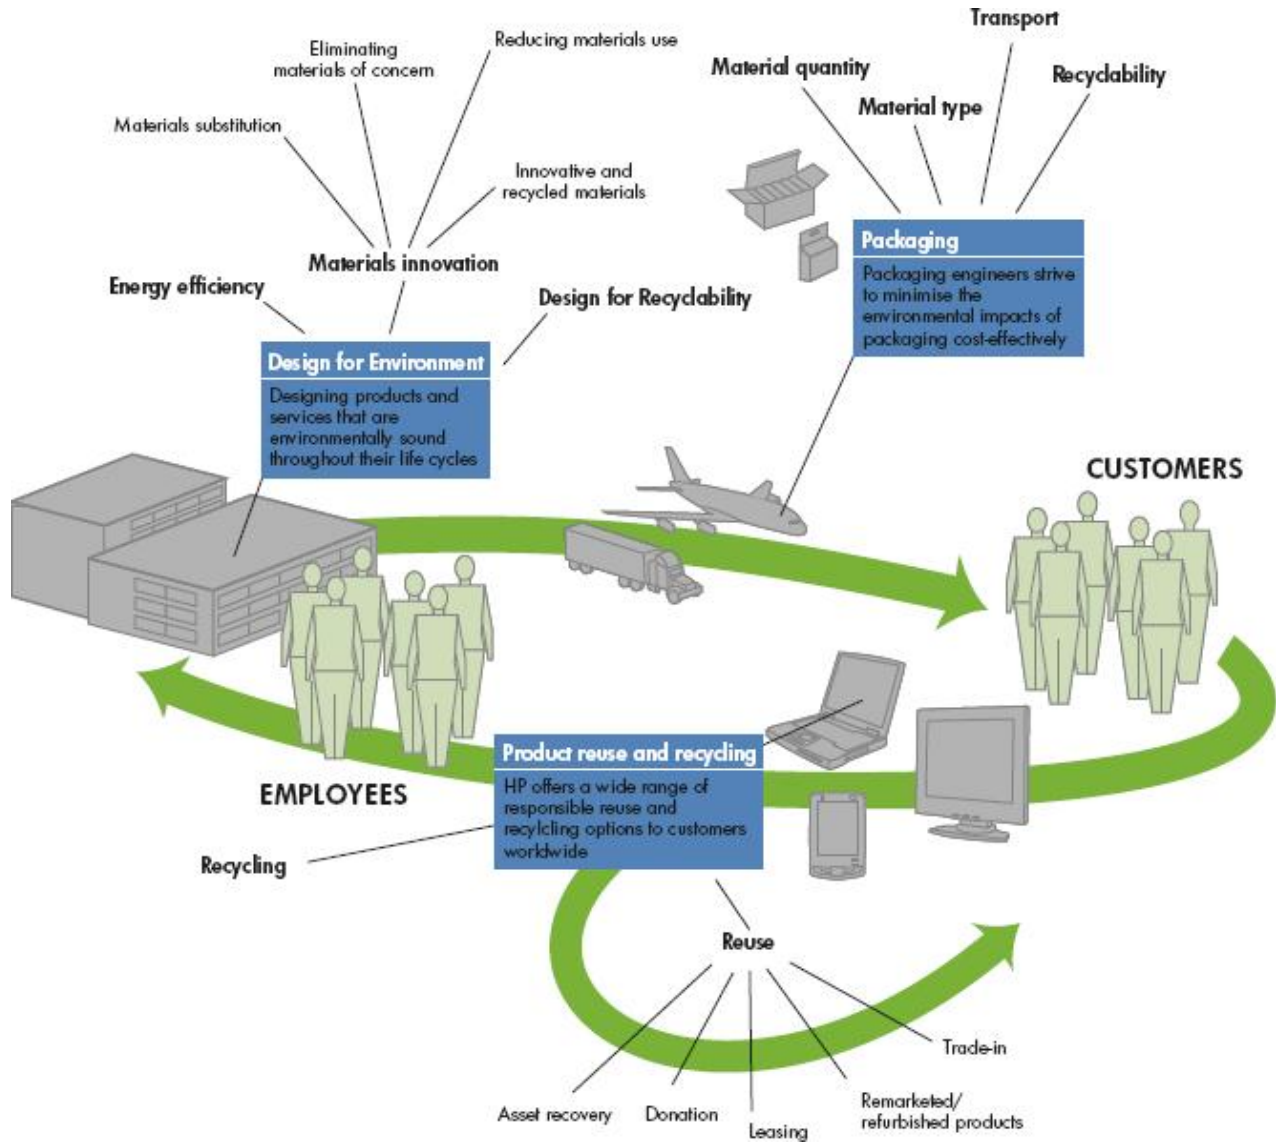 Transport
Reducing materials use
Eliminating
materials of concern
Material quantity
Recyclability
Material type
Materials substitution
Innovative and
recycled materials
Packaging
Packaging engineers strive
to minimise the
environmental impacts of
packaging cost-effectively
Materials innovation
Energy efficiency
Design for Recyclability
Design for Environment
Designing products and
services that are
environmentally sound
throughout their life cycles
CUSTOMERS
Product reuse and recycling
HP offers a wide range of
responsible reuse and
recylcling options to customers
worldwide
EMPLOYEES
Recycling
Reuse
Trade-in
Asset recovery
Donation
Leasing
Remarketed/
refurbished products